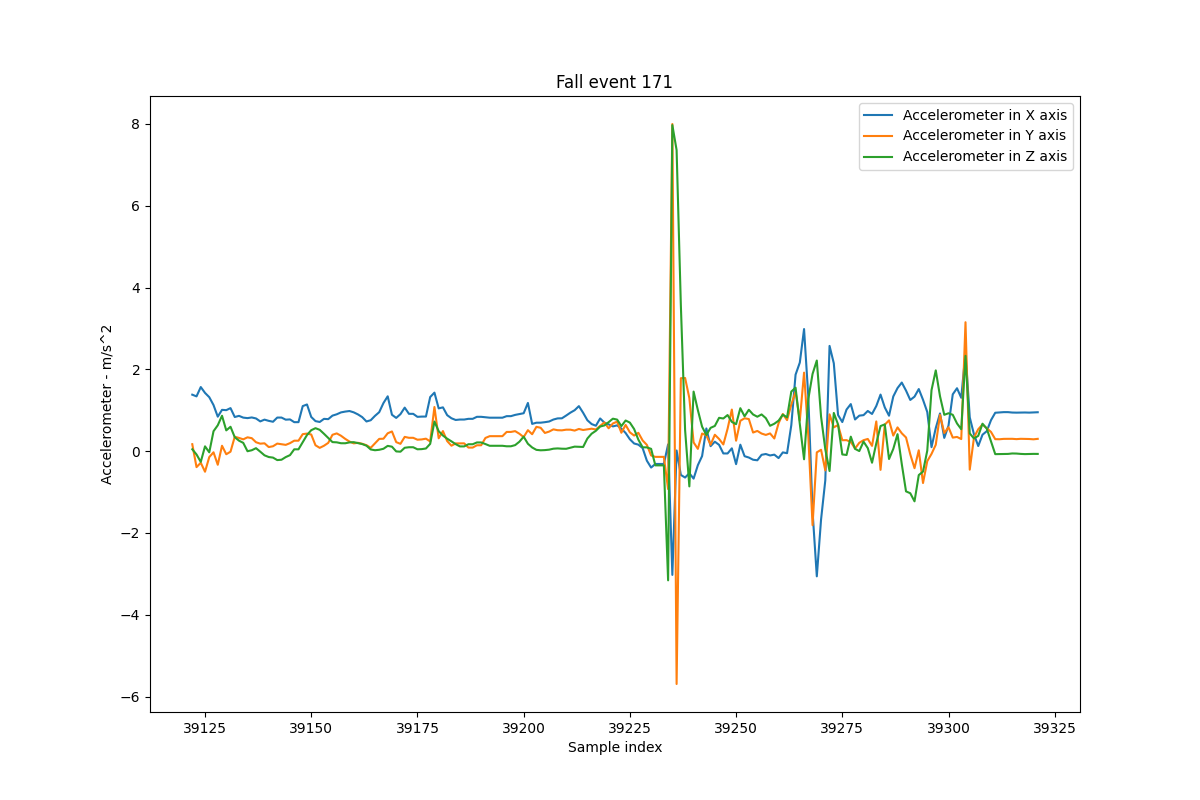 Fall event 171
Accelerometer in X axis
Accelerometer in Y axis
Accelerometer in Z axis
8
6
4
2
0
−2
−4
−6
Accelerometer - m/s^2
39125 39150 39175 39200 39225 39250 39275 39300 39325
Sample index